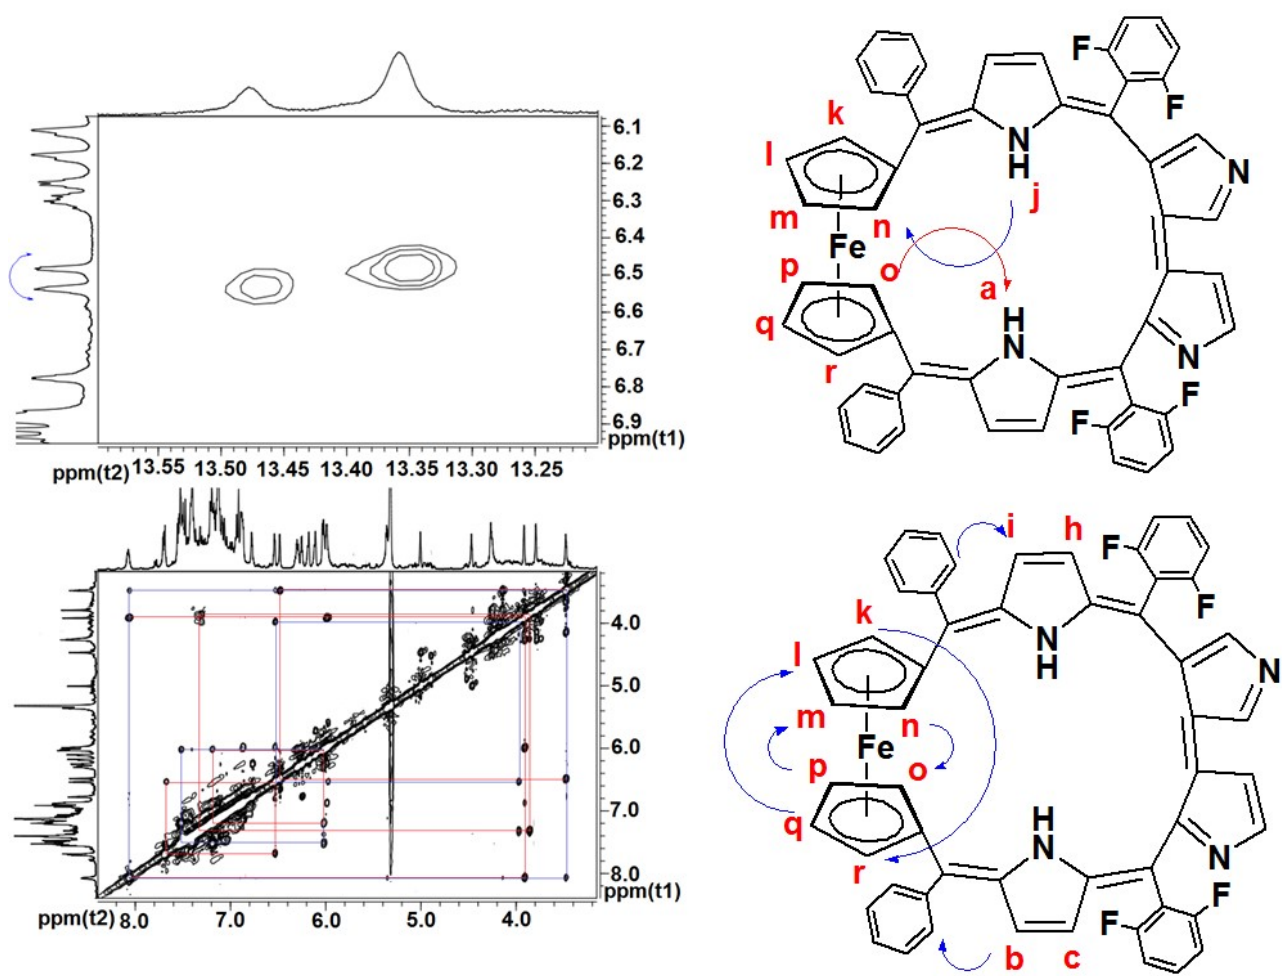 6.1
6.2
6.3
6.4
6.5
6.6
6.7
6.8
6.9
ppm(t1)
ppm(t2)
13.55 13.50 13.45 13.40 13.35 13.30 13.25
F
F
k
l
m
n
N
H
j
N
Fe
p
o
a
q
r
H
N
N
F
F
4.0
5.0
6.0
7.0
8.0
ppm(t1)
ppm(t2)
8.0 7.0 6.0 5.0 4.0
i
h
F
F
k
l
m
n
N
H
N
Fe
p
o
q
r
H
N
N
b
c
F
F